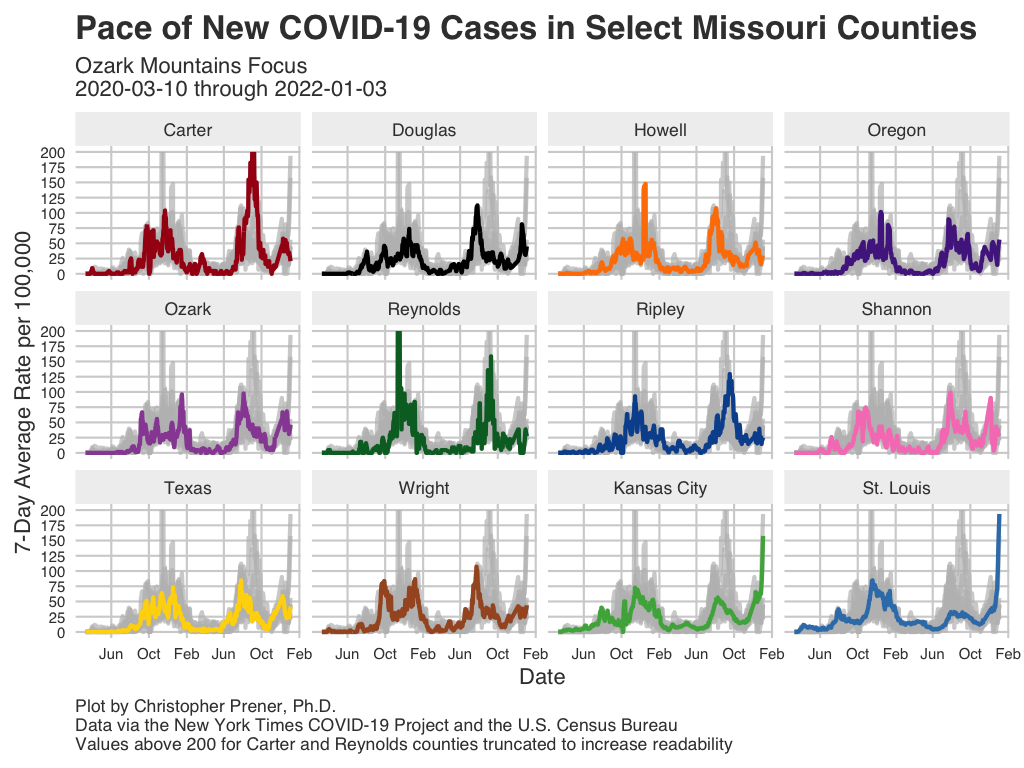 Pace of New COVID-19 Cases in Select Missouri Counties
Ozark Mountains Focus
2020-03-10 through 2022-01-03
7-Day Average Rate per 100,000
Carter Douglas Howell Oregon
200
175
150
125
100
75
50
25
0
Ozark Reynolds Ripley Shannon
200
175
150
125
100
75
50
25
0
Texas Wright Kansas City St. Louis
200
175
150
125
100
75
50
25
0
Jun Oct Feb Jun Oct Feb Jun Oct Feb Jun Oct Feb Jun Oct Feb Jun Oct Feb Jun Oct Feb Jun Oct Feb
Date
Plot by Christopher Prener, Ph.D.
Data via the New York Times COVID-19 Project and the U.S. Census Bureau
Values above 200 for Carter and Reynolds counties truncated to increase readability